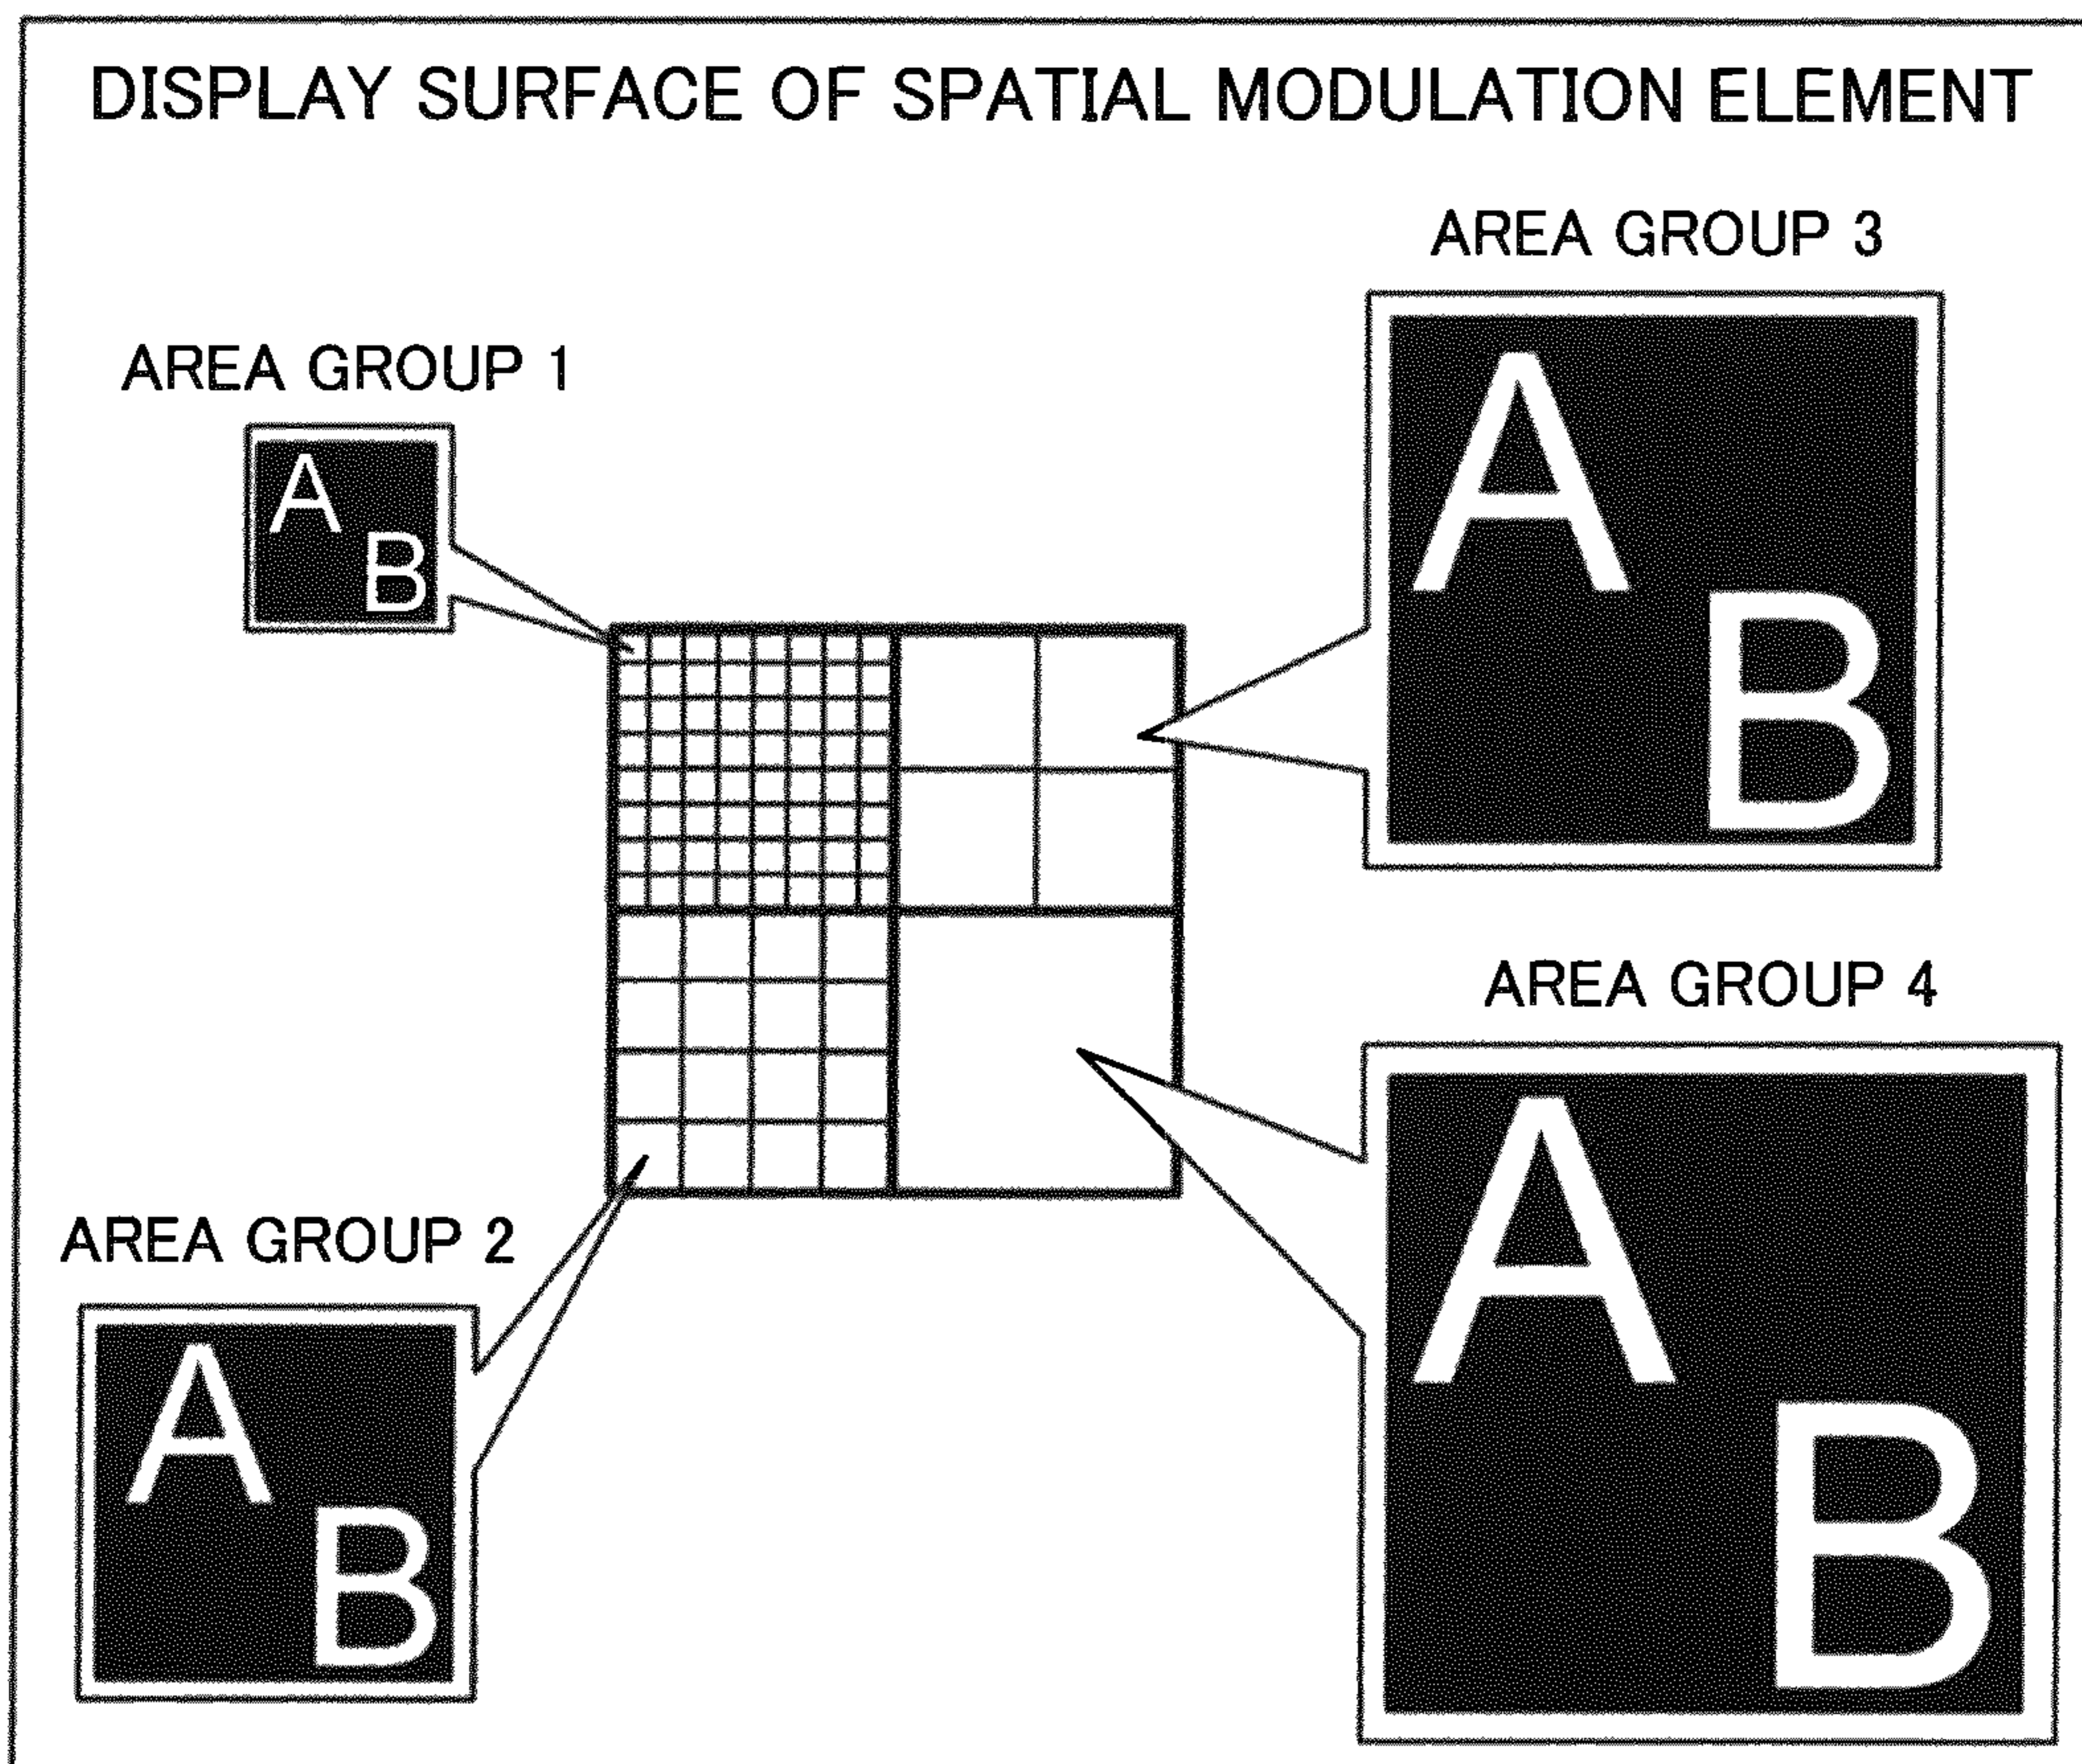 DISPLAY SURFACE OF SPATIAL MODULATION ELEMENT
AREA GROUP 3
A
B
AREA GROUP 1
A
B
AREA GROUP 4
A
B
AREA GROUP 2
A
B